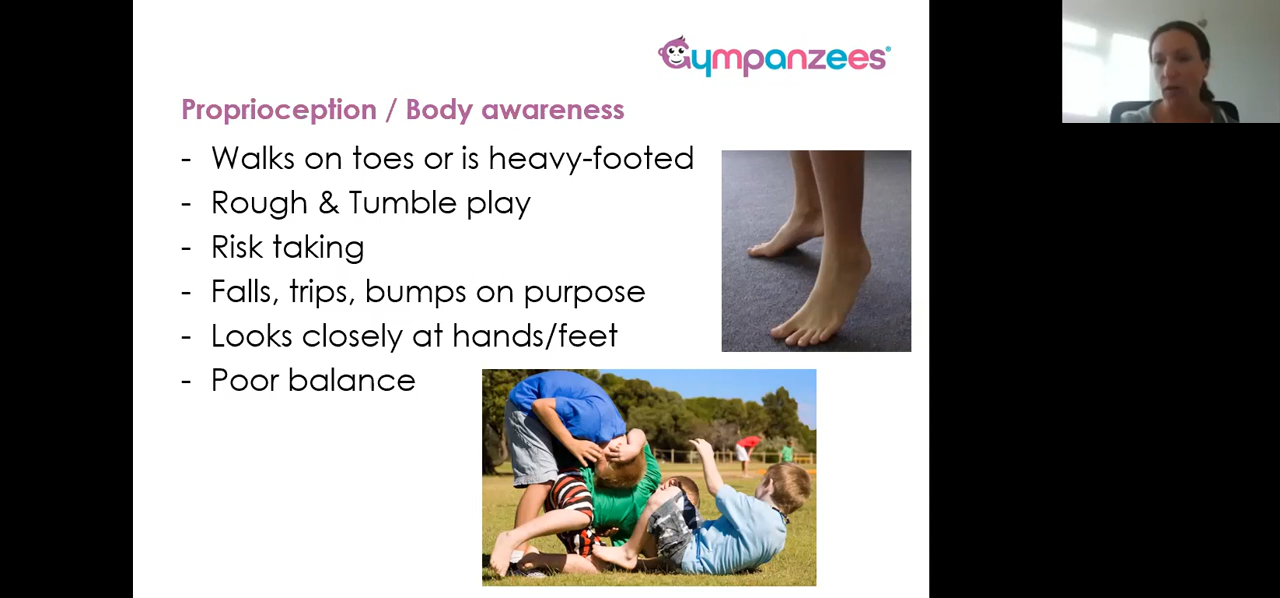 Gympanzees
Proprioception / Body awareness
- Walks on toes or is heavy-footed
- Rough & Tumble play
- Risk taking
- Falls, trips, bumps on purpose
- Looks closely at hands/feet
- Poor balance